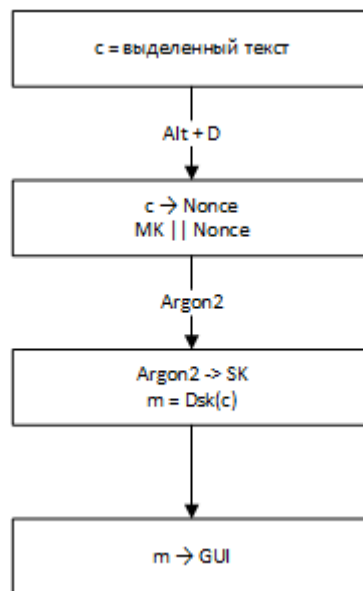 с = выделенный текст
Alt + D
c → Nonce
MK || Nonce
Argon2
Argon2 -> SK
m = Dsk(c)
m → GUI